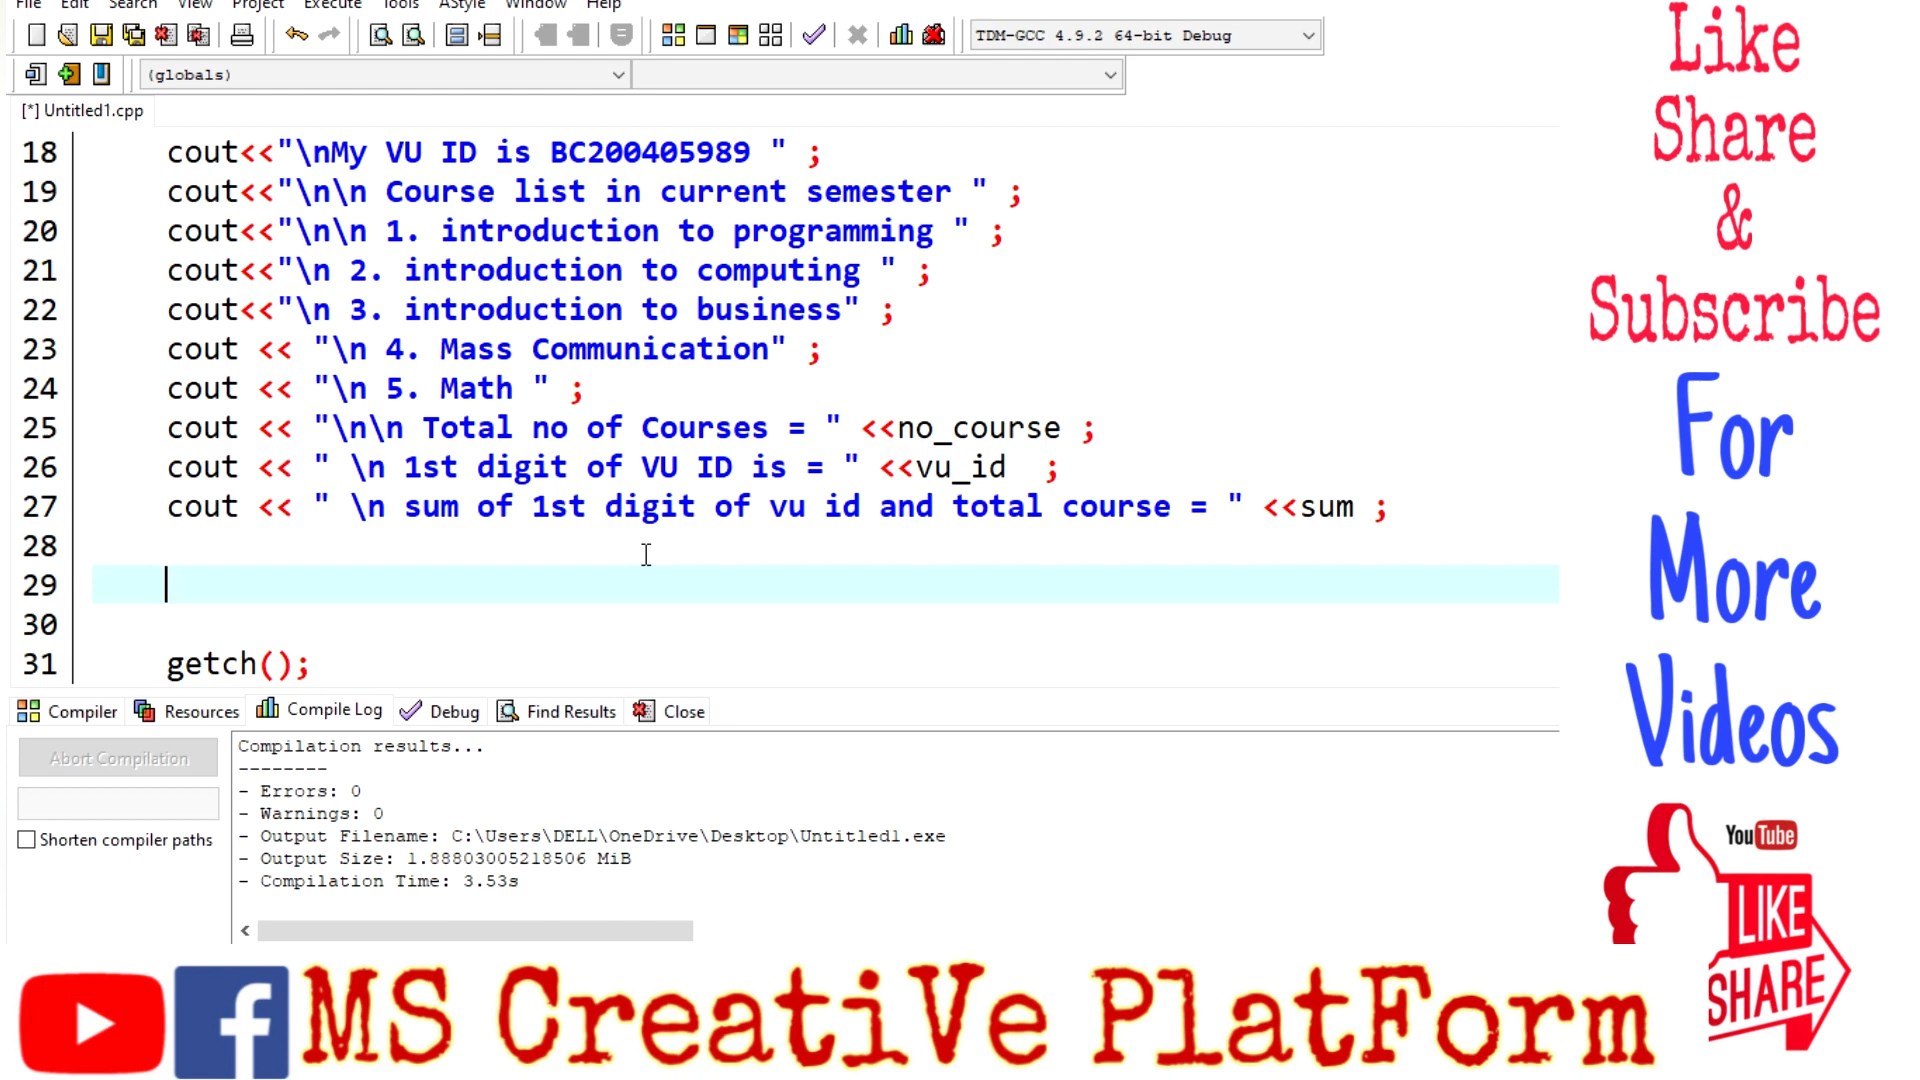 File Edit Search View Project Execute Tools AStyle Window Help
TDM-GCC 4.9.2 64-bit Debug
(globals)
[*] Untitled1.cpp
18 cout<<"\nMy VU ID is BC200405989 " ;
19 cout<<"\n\n Course list in current semester " ;
20 cout<<"\n\n 1. introduction to programming " ;
21 cout<<"\n 2. introduction to computing " ;
22 cout<<"\n 3. introduction to business" ;
23 cout << "\n 4. Mass Communication" ;
24 cout << "\n 5. Math " ;
25 cout << "\n\n Total no of Courses = " <<no_course ;
26 cout << " \n 1st digit of VU ID is = " <<vu_id  ;
27 cout << " \n sum of 1st digit of vu id and total course = " <<sum ;
28
29
30
31 getch();
Compiler Resources Compile Log Debug Find Results Close
Abort Compilation
Shorten compiler paths
Compilation results...
--------
- Errors: 0
- Warnings: 0
- Output Filename: C:\Users\DELL\OneDrive\Desktop\Untitled1.exe
- Output Size: 1.88803005218506 MiB
- Compilation Time: 3.53s
Like
Share
&
Subscribe
For
More
Videos
YouTube
LIKE
SHARE
MS CreatiVe PlatForm